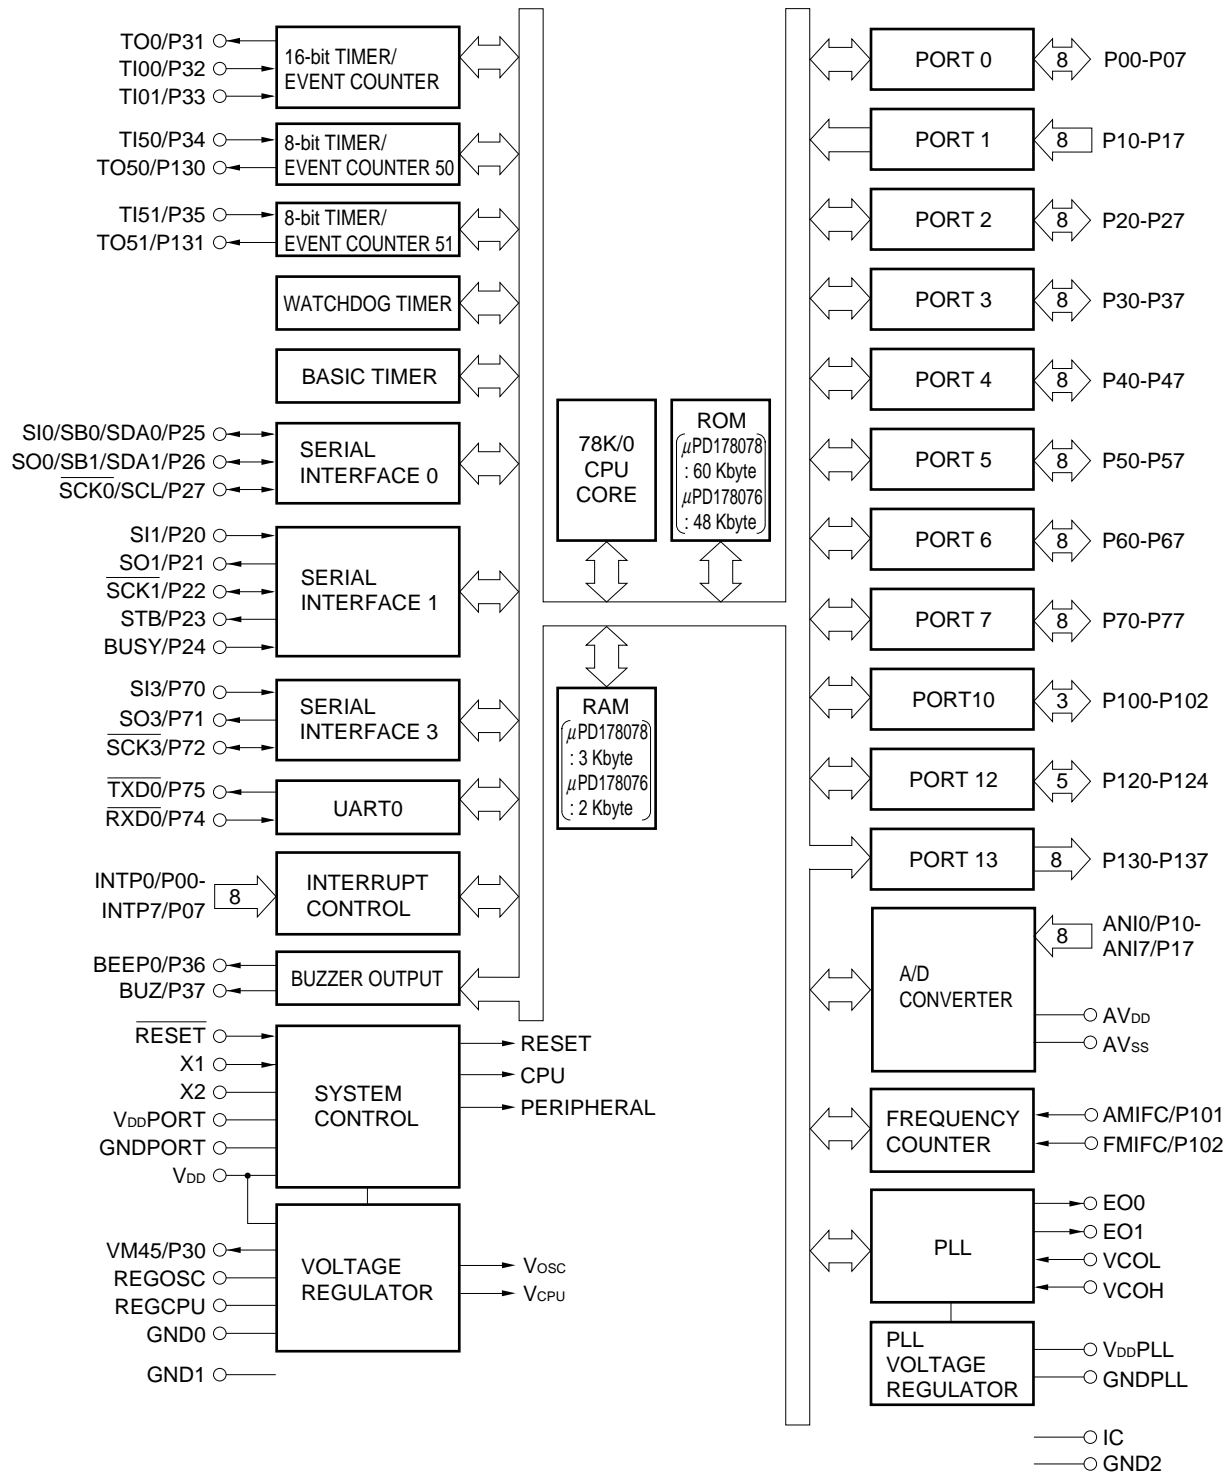 TO0/P31
TI00/P32
TI01/P33
16-bit TIMER/
EVENT COUNTER
TI50/P34
TO50/P130
8-bit TIMER/
EVENT COUNTER 50
TI51/P35
TO51/P131
8-bit TIMER/
EVENT COUNTER 51
WATCHDOG TIMER
BASIC TIMER
SI0/SB0/SDA0/P25
SO0/SB1/SDA1/P26
SCK0/SCL/P27
SERIAL
INTERFACE 0
SI1/P20
SO1/P21
SCK1/P22
STB/P23
BUSY/P24
SERIAL
INTERFACE 1
SI3/P70
SO3/P71
SCK3/P72
SERIAL
INTERFACE 3
TXD0/P75
RXD0/P74
UART0
INTP0/P00-
INTP7/P07
8
INTERRUPT
CONTROL
BEEP0/P36
BUZ/P37
BUZZER OUTPUT
RESET
X1
X2
VDDPORT
GNDPORT
VDD
SYSTEM
CONTROL
RESET
CPU
PERIPHERAL
VM45/P30
REGOSC
REGCPU
GND0
GND1
VOLTAGE
REGULATOR
VOSC
VCPU
78K/0
CPU
CORE
ROM
μPD178078
: 60 Kbyte
μPD178076
: 48 Kbyte
RAM
μPD178078
: 3 Kbyte
μPD178076
: 2 Kbyte
PORT 0
8
P00-P07
PORT 1
8
P10-P17
PORT 2
8
P20-P27
PORT 3
8
P30-P37
PORT 4
8
P40-P47
PORT 5
8
P50-P57
PORT 6
8
P60-P67
PORT 7
8
P70-P77
PORT10
3
P100-P102
PORT 12
5
P120-P124
PORT 13
8
P130-P137
A/D
CONVERTER
8
ANI0/P10-
ANI7/P17
AVDD
AVSS
FREQUENCY
COUNTER
AMIFC/P101
FMIFC/P102
PLL
EO0
EO1
VCOL
VCOH
PLL
VOLTAGE
REGULATOR
VDDPLL
GNDPLL
IC
GND2